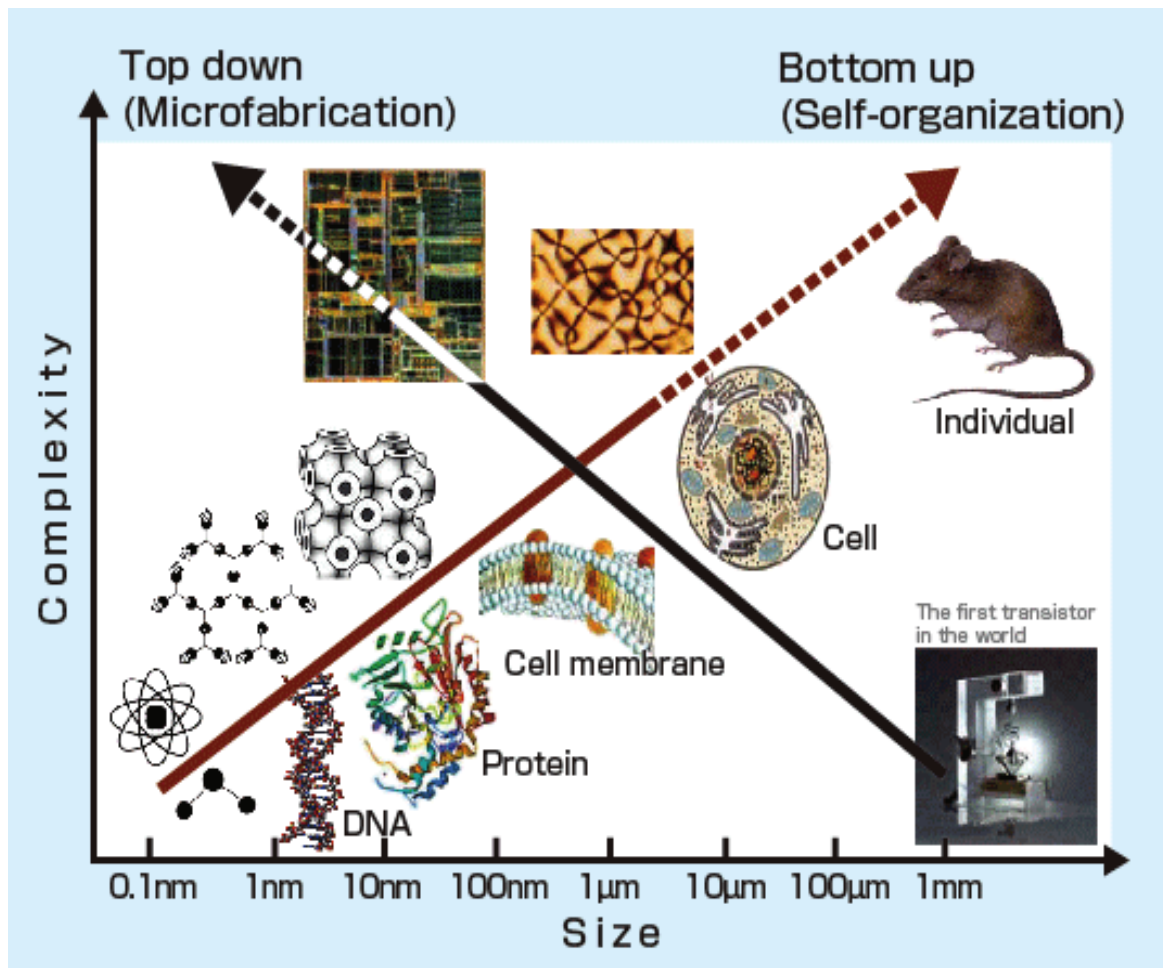 Top down
(Microfabrication)
Bottom up
(Self-organization)
Complexity
Individual
Cell
The first transistor
in the world
Cell membrane
Protein
DNA
0.1nm 1nm 10nm 100nm 1µm 10µm 100µm 1mm
Size